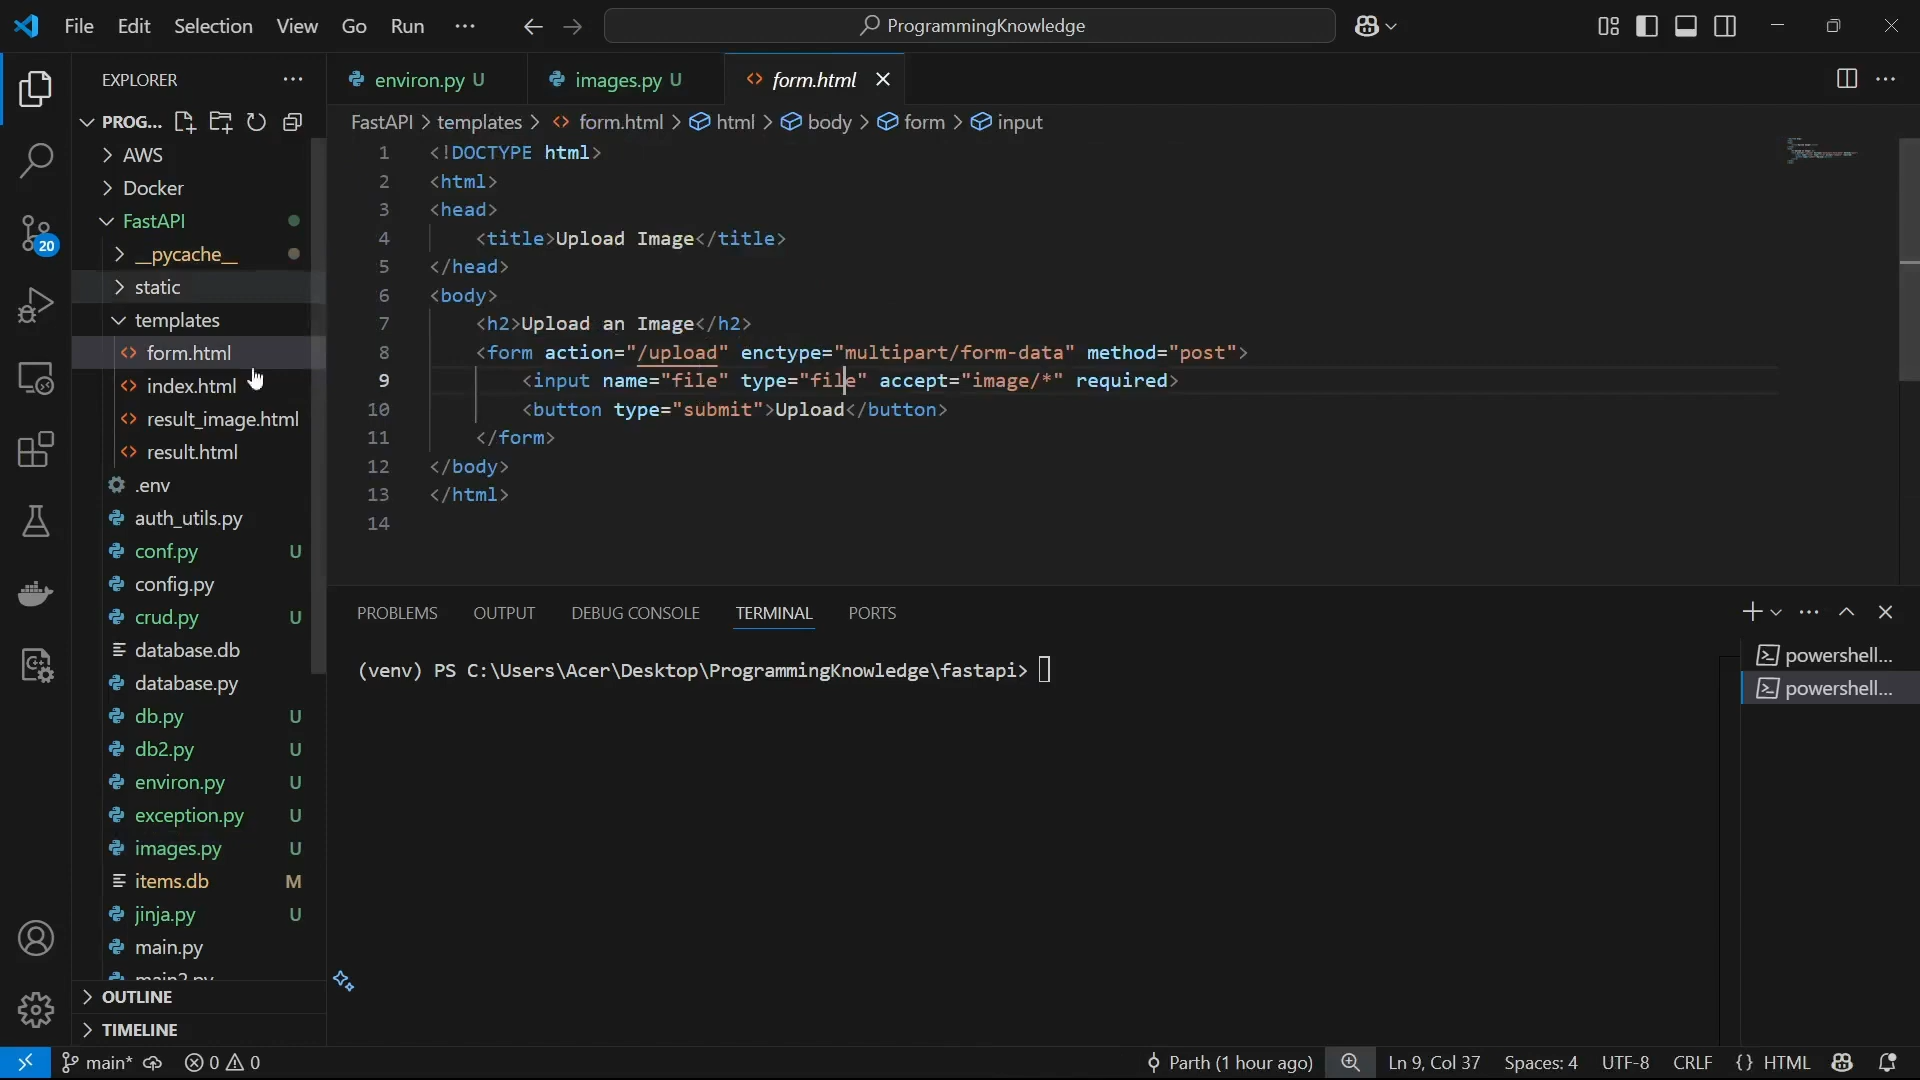 File Edit Selection View Go Run ...
ProgrammingKnowledge
EXPLORER
PROG...
AWS
Docker
FastAPI
__pycache__
static
templates
form.html
index.html
result_image.html
result.html
.env
auth_utils.py
conf.py U
config.py
crud.py U
database.db
database.py
db.py U
db2.py U
environ.py U
exception.py U
images.py U
items.db M
jinja.py U
main.py
main2.py
OUTLINE
TIMELINE
20
environ.py U images.py U form.html
FastAPI > templates > form.html > html > body > form > input
1 <!DOCTYPE html>
2 <html>
3 <head>
4 <title>Upload Image</title>
5 </head>
6 <body>
7 <h2>Upload an Image</h2>
8 <form action="/upload" enctype="multipart/form-data" method="post">
9 <input name="file" type="file" accept="image/*" required>
10 <button type="submit">Upload</button>
11 </form>
12 </body>
13 </html>
14
PROBLEMS OUTPUT DEBUG CONSOLE TERMINAL PORTS
(venv) PS C:\Users\Acer\Desktop\ProgrammingKnowledge\fastapi>
powershell...
powershell...
main* 0 0 Parth (1 hour ago) Ln 9, Col 37 Spaces: 4 UTF-8 CRLF {} HTML